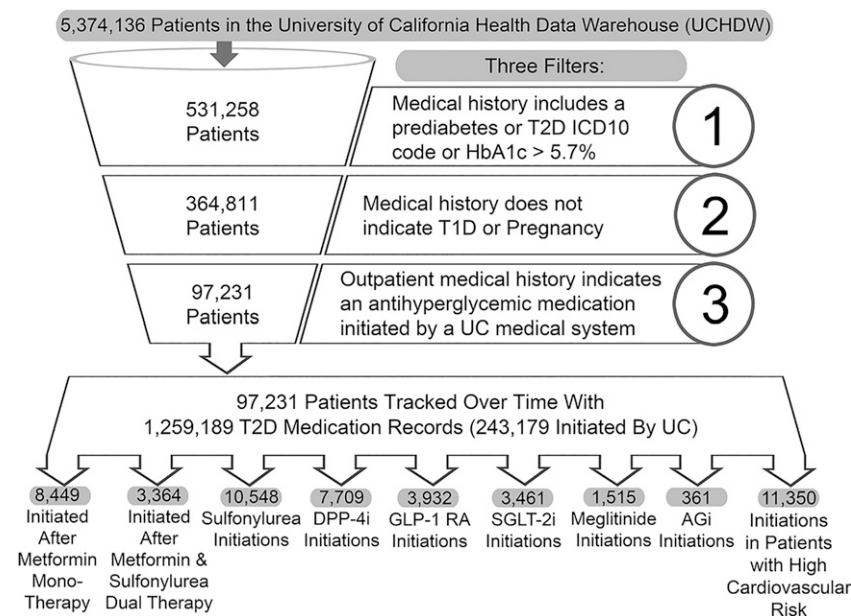 5,374,136 Patients in the University of California Health Data Warehouse (UCHDW)
Three Filters:
531,258
Patients
Medical history includes a
prediabetes or T2D ICD10
code or HbA1c > 5.7%
1
364,811
Patients
Medical history does not
indicate T1D or Pregnancy
2
97,231
Patients
Outpatient medical history indicates
an antihyperglycemic medication
initiated by a UC medical system
3
97,231 Patients Tracked Over Time With
1,259,189 T2D Medication Records (243,179 Initiated By UC)
8,449
Initiated
After
Metformin
Mono-
Therapy
3,364
Initiated
After
Metformin &
Sulfonylurea
Dual Therapy
10,548
Sulfonylurea
Initiations
7,709
DPP-4i
Initiations
3,932
GLP-1 RA
Initiations
3,461
SGLT-2i
Initiations
1,515
Meglitinide
Initiations
361
AGi
Initiations
11,350
Initiations
in Patients
with High
Cardiovascular
Risk